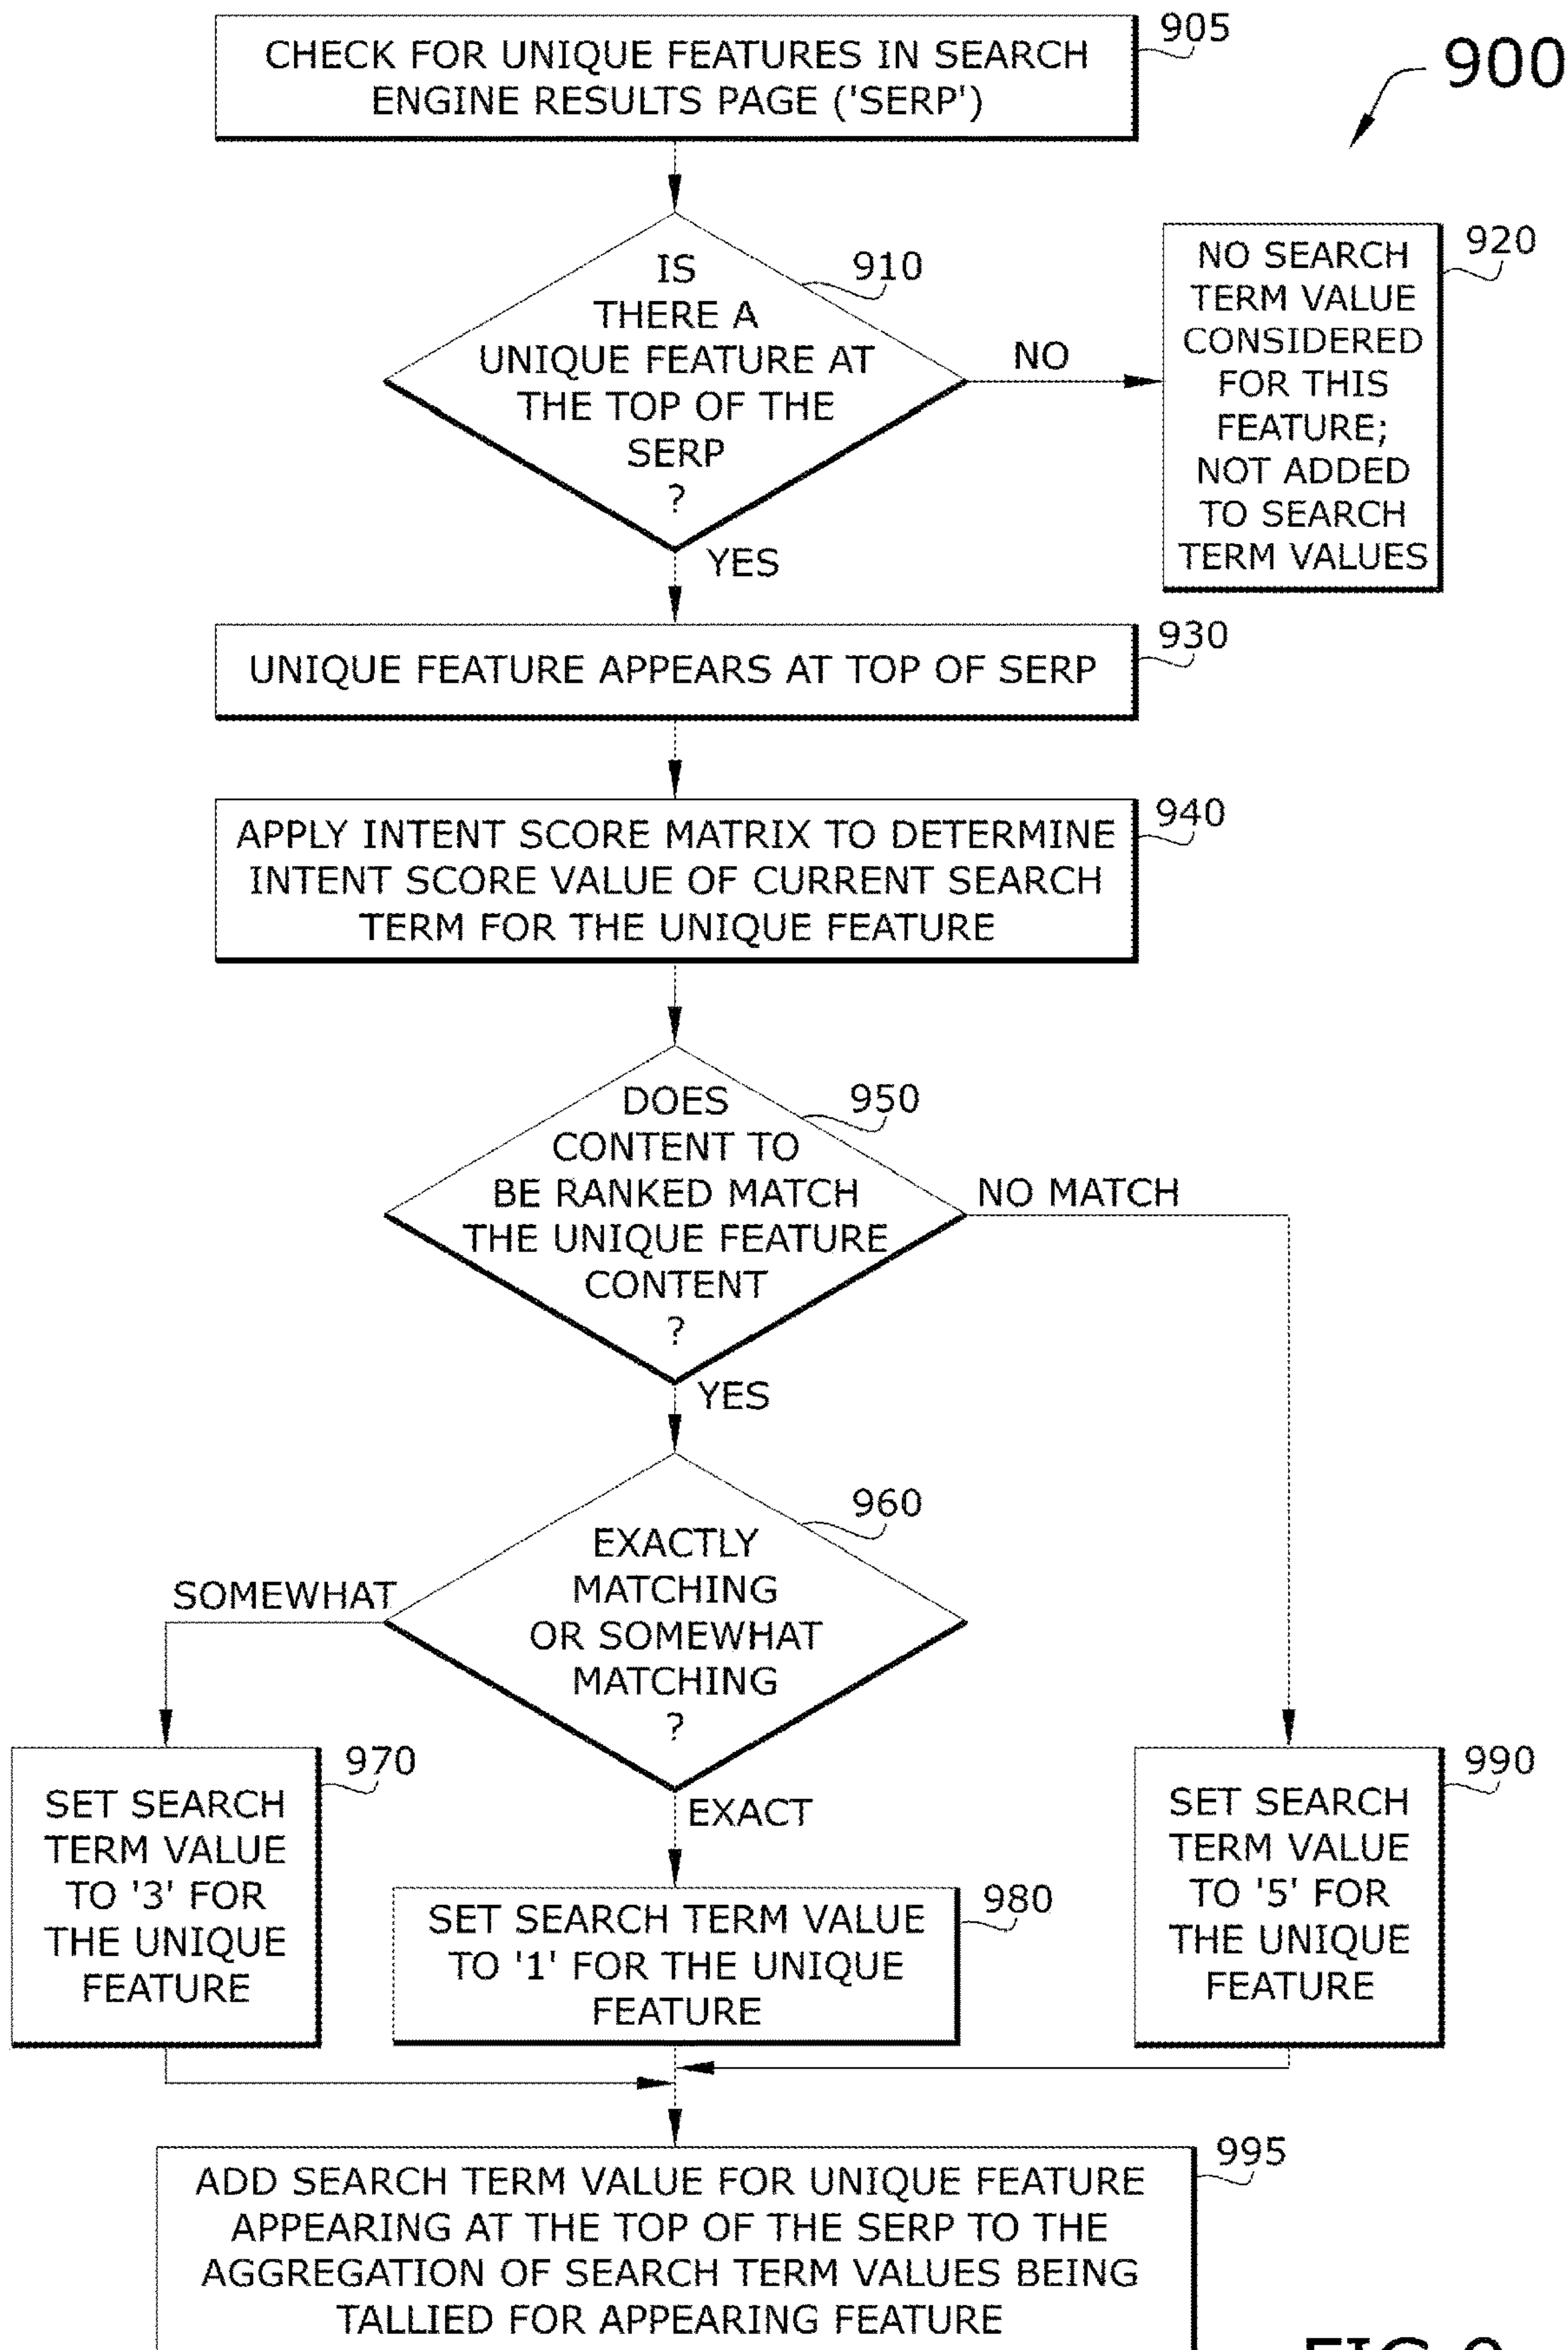 CHECK FOR UNIQUE FEATURES IN SEARCH
ENGINE RESULTS PAGE ('SERP')
905
900
IS
THERE A
UNIQUE FEATURE AT
THE TOP OF THE
SERP
?
910
NO
YES
NO SEARCH
TERM VALUE
CONSIDERED
FOR THIS
FEATURE;
NOT ADDED
TO SEARCH
TERM VALUES
920
UNIQUE FEATURE APPEARS AT TOP OF SERP
930
APPLY INTENT SCORE MATRIX TO DETERMINE
INTENT SCORE VALUE OF CURRENT SEARCH
TERM FOR THE UNIQUE FEATURE
940
DOES
CONTENT TO
BE RANKED MATCH
THE UNIQUE FEATURE
CONTENT
?
950
NO MATCH
YES
EXACTLY
MATCHING
OR SOMEWHAT
MATCHING
?
960
SOMEWHAT
EXACT
SET SEARCH
TERM VALUE
TO '3' FOR
THE UNIQUE
FEATURE
970
SET SEARCH TERM VALUE
TO '1' FOR THE UNIQUE
FEATURE
980
SET SEARCH
TERM VALUE
TO '5' FOR
THE UNIQUE
FEATURE
990
ADD SEARCH TERM VALUE FOR UNIQUE FEATURE
APPEARING AT THE TOP OF THE SERP TO THE
AGGREGATION OF SEARCH TERM VALUES BEING
TALLIED FOR APPEARING FEATURE
995